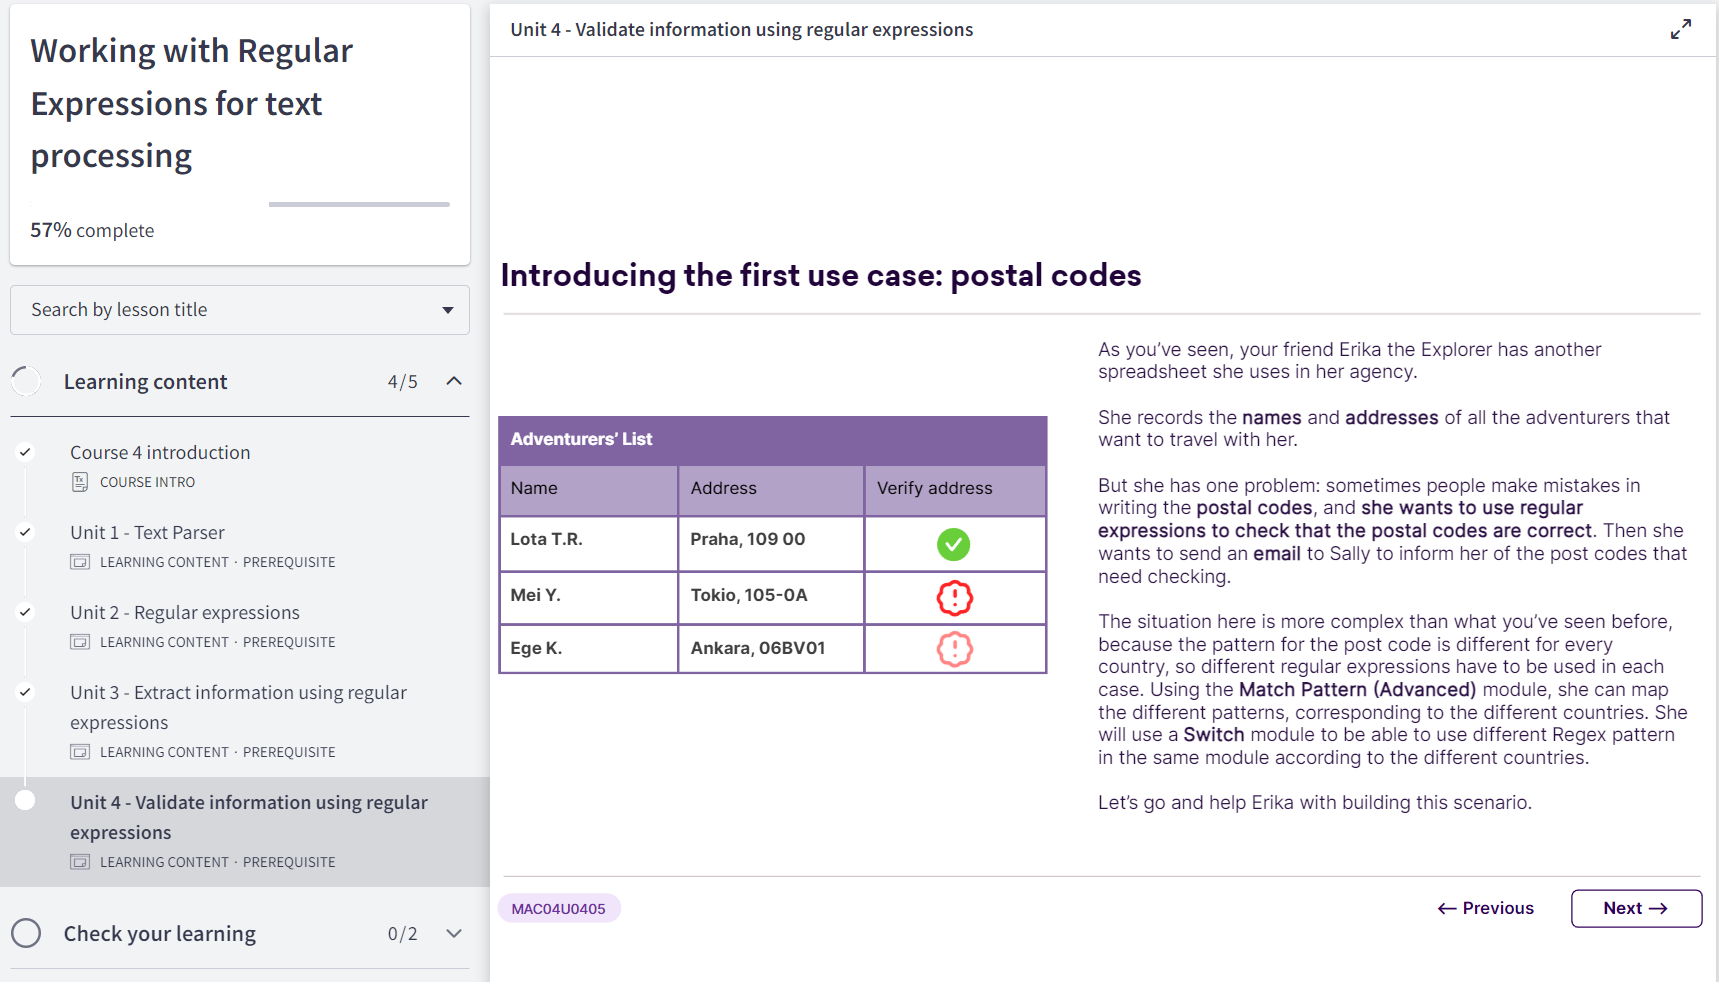 Working with Regular
Expressions for text
processing
57% complete
Search by lesson title
Learning content 4/5
Course 4 introduction
COURSE INTRO
Unit 1 - Text Parser
LEARNING CONTENT · PREREQUISITE
Unit 2 - Regular expressions
LEARNING CONTENT · PREREQUISITE
Unit 3 - Extract information using regular
expressions
LEARNING CONTENT · PREREQUISITE
Unit 4 - Validate information using regular
expressions
LEARNING CONTENT · PREREQUISITE
Check your learning 0/2
Unit 4 - Validate information using regular expressions
Introducing the first use case: postal codes
Adventurers' List
Name Address Verify address
Lota T.R. Praha, 109 00
Mei Y. Tokio, 105-0A
Ege K. Ankara, 06BV01
As you've seen, your friend Erika the Explorer has another
spreadsheet she uses in her agency.
She records the names and addresses of all the adventurers that
want to travel with her.
But she has one problem: sometimes people make mistakes in
writing the postal codes, and she wants to use regular
expressions to check that the postal codes are correct. Then she
wants to send an email to Sally to inform her of the post codes that
need checking.
The situation here is more complex than what you've seen before,
because the pattern for the post code is different for every
country, so different regular expressions have to be used in each
case. Using the Match Pattern (Advanced) module, she can map
the different patterns, corresponding to the different countries. She
will use a Switch module to be able to use different Regex pattern
in the same module according to the different countries.
Let's go and help Erika with building this scenario.
MAC04U0405
← Previous
Next →